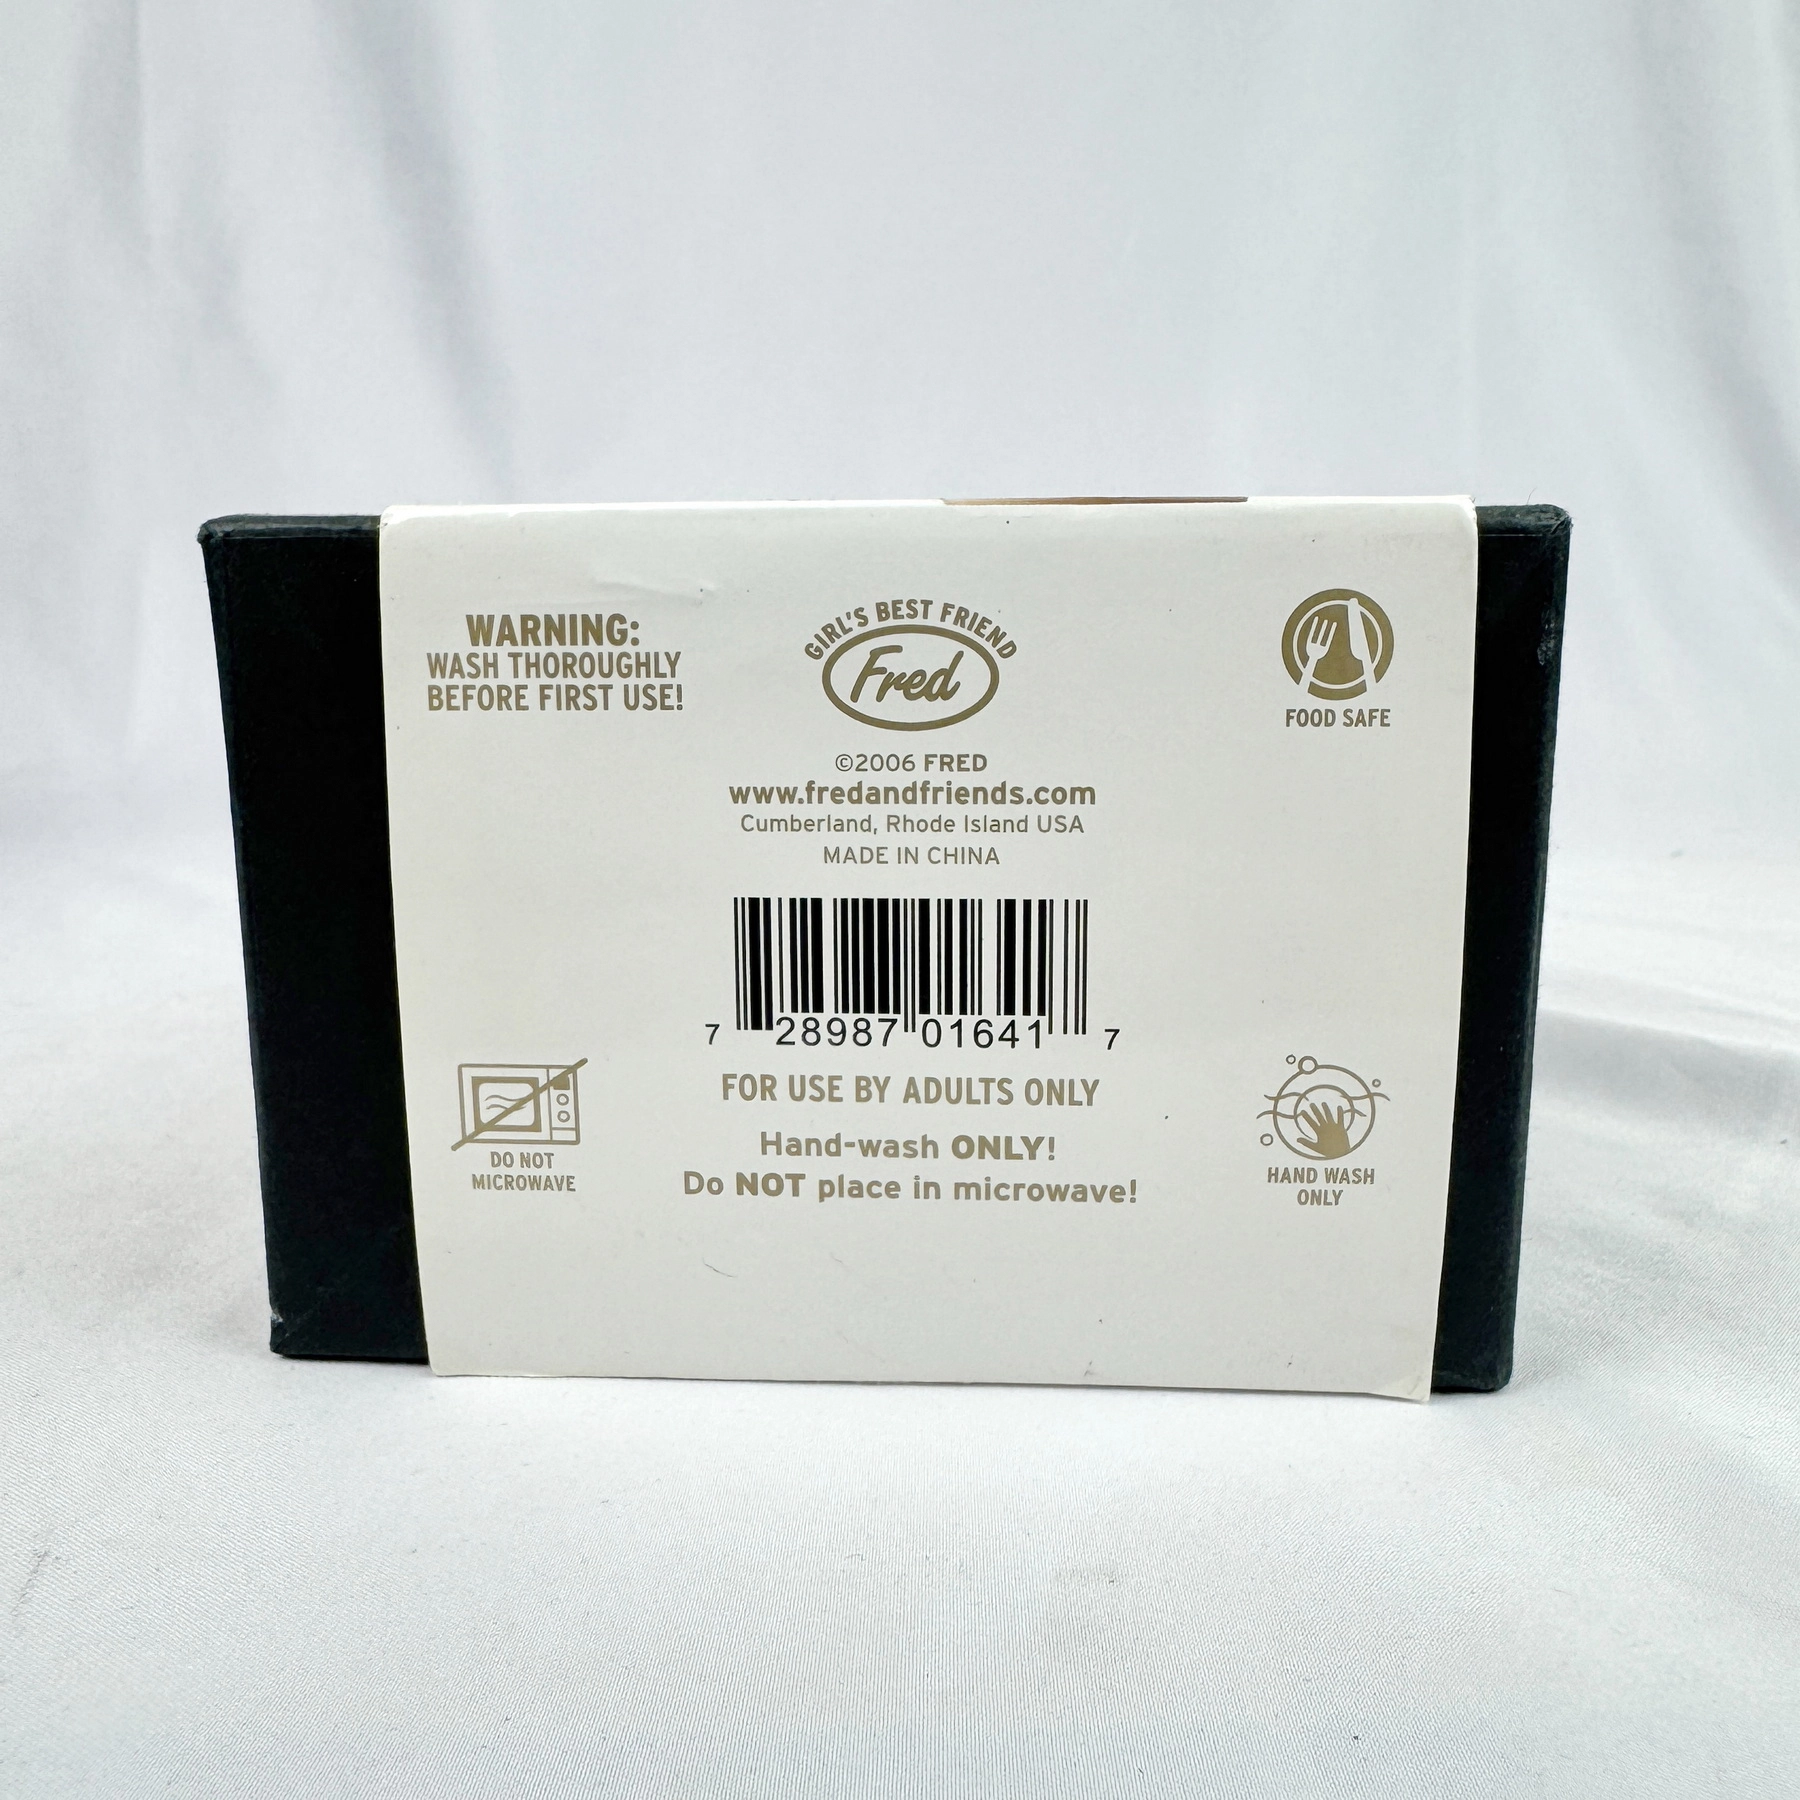 WARNING:
WASH THOROUGHLY
BEFORE FIRST USE!
GIRL'S BEST FRIEND
Fred
FOOD SAFE
©2006 FRED
www.fredandfriends.com
Cumberland, Rhode Island USA
MADE IN CHINA
7 28987 01641 7
FOR USE BY ADULTS ONLY
Hand-wash ONLY!
Do NOT place in microwave!
DO NOT
MICROWAVE
HAND WASH
ONLY